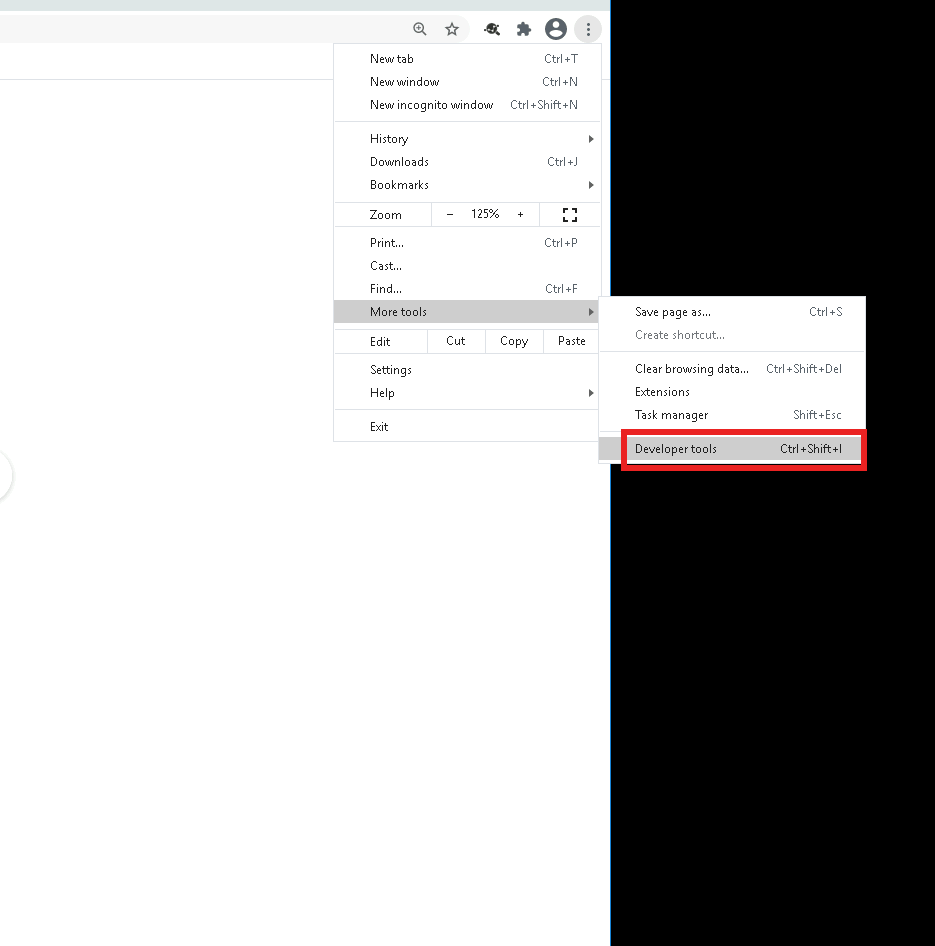 New tab Ctrl+T
New window Ctrl+N
New incognito window Ctrl+Shift+N
History
Downloads Ctrl+J
Bookmarks
Zoom − 125% +
Print... Ctrl+P
Cast...
Find... Ctrl+F
More tools
Edit Cut Copy Paste
Settings
Help
Exit
Save page as... Ctrl+S
Create shortcut...
Clear browsing data... Ctrl+Shift+Del
Extensions
Task manager Shift+Esc
Developer tools Ctrl+Shift+I